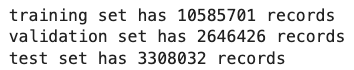 training set has 10585701 records
validation set has 2646426 records
test set has 3308032 records